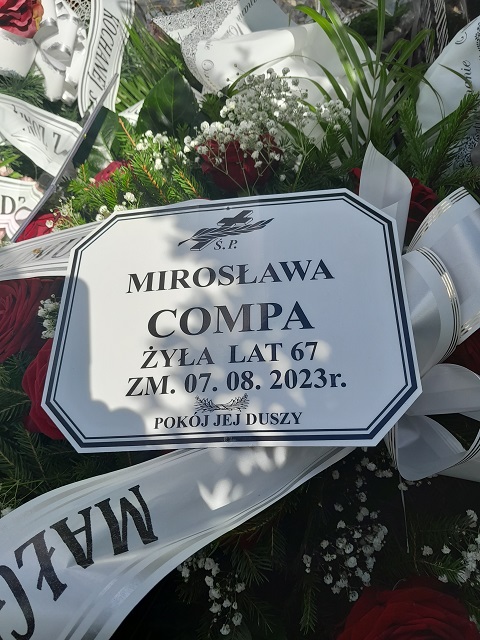 Ś.P.
MIROSŁAWA
COMPA
ŻYŁA LAT 67
ZM. 07. 08. 2023r.
POKÓJ JEJ DUSZY